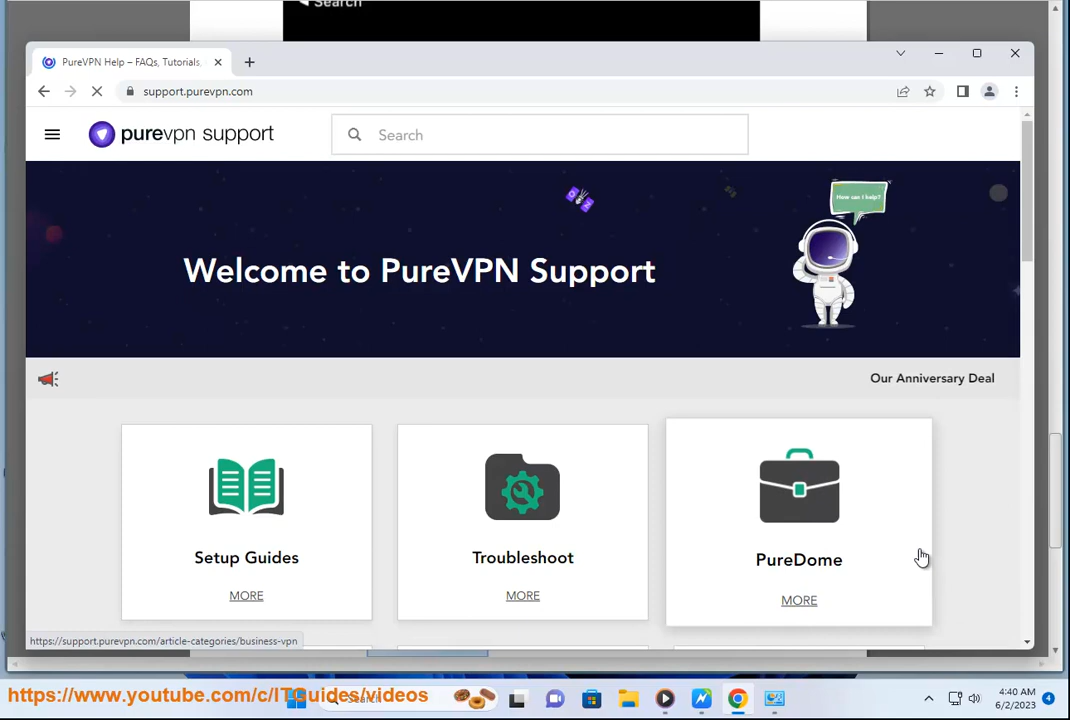 Search
PureVPN Help – FAQs, Tutorials,
support.purevpn.com
purevpn support
Search
How can I help?
Welcome to PureVPN Support
Our Anniversary Deal
Setup Guides
Troubleshoot
PureDome
MORE
MORE
MORE
https://support.purevpn.com/article-categories/business-vpn
https://www.youtube.com/c/ITGuides/videos
Search
4:40 AM
6/2/2023
4